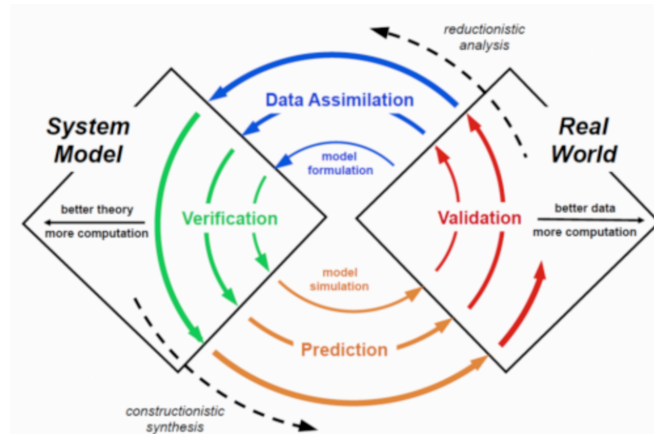 reductionistic
analysis
Data Assimilation
System
Model
Real
World
model
formulation
better theory
more computation
Verification
Validation
better data
more computation
model
simulation
Prediction
constructionistic
synthesis